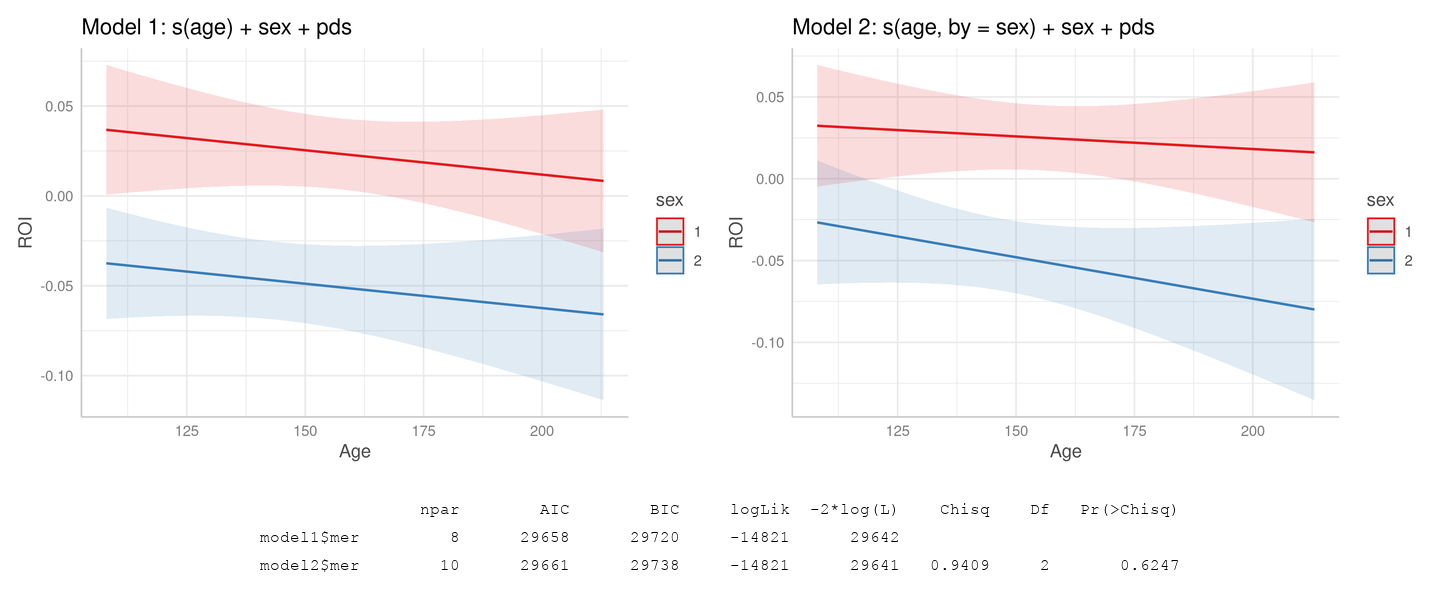 Model 1: s(age) + sex + pds
0.05
0.00
-0.05
-0.10
ROI
125 150 175 200
Age
sex
1
2
Model 2: s(age, by = sex) + sex + pds
0.05
0.00
-0.05
-0.10
ROI
125 150 175 200
Age
sex
1
2
npar AIC BIC logLik -2*log(L) Chisq Df Pr(>Chisq)
model1$mer 8 29658 29720 -14821 29642
model2$mer 10 29661 29738 -14821 29641 0.9409 2 0.6247